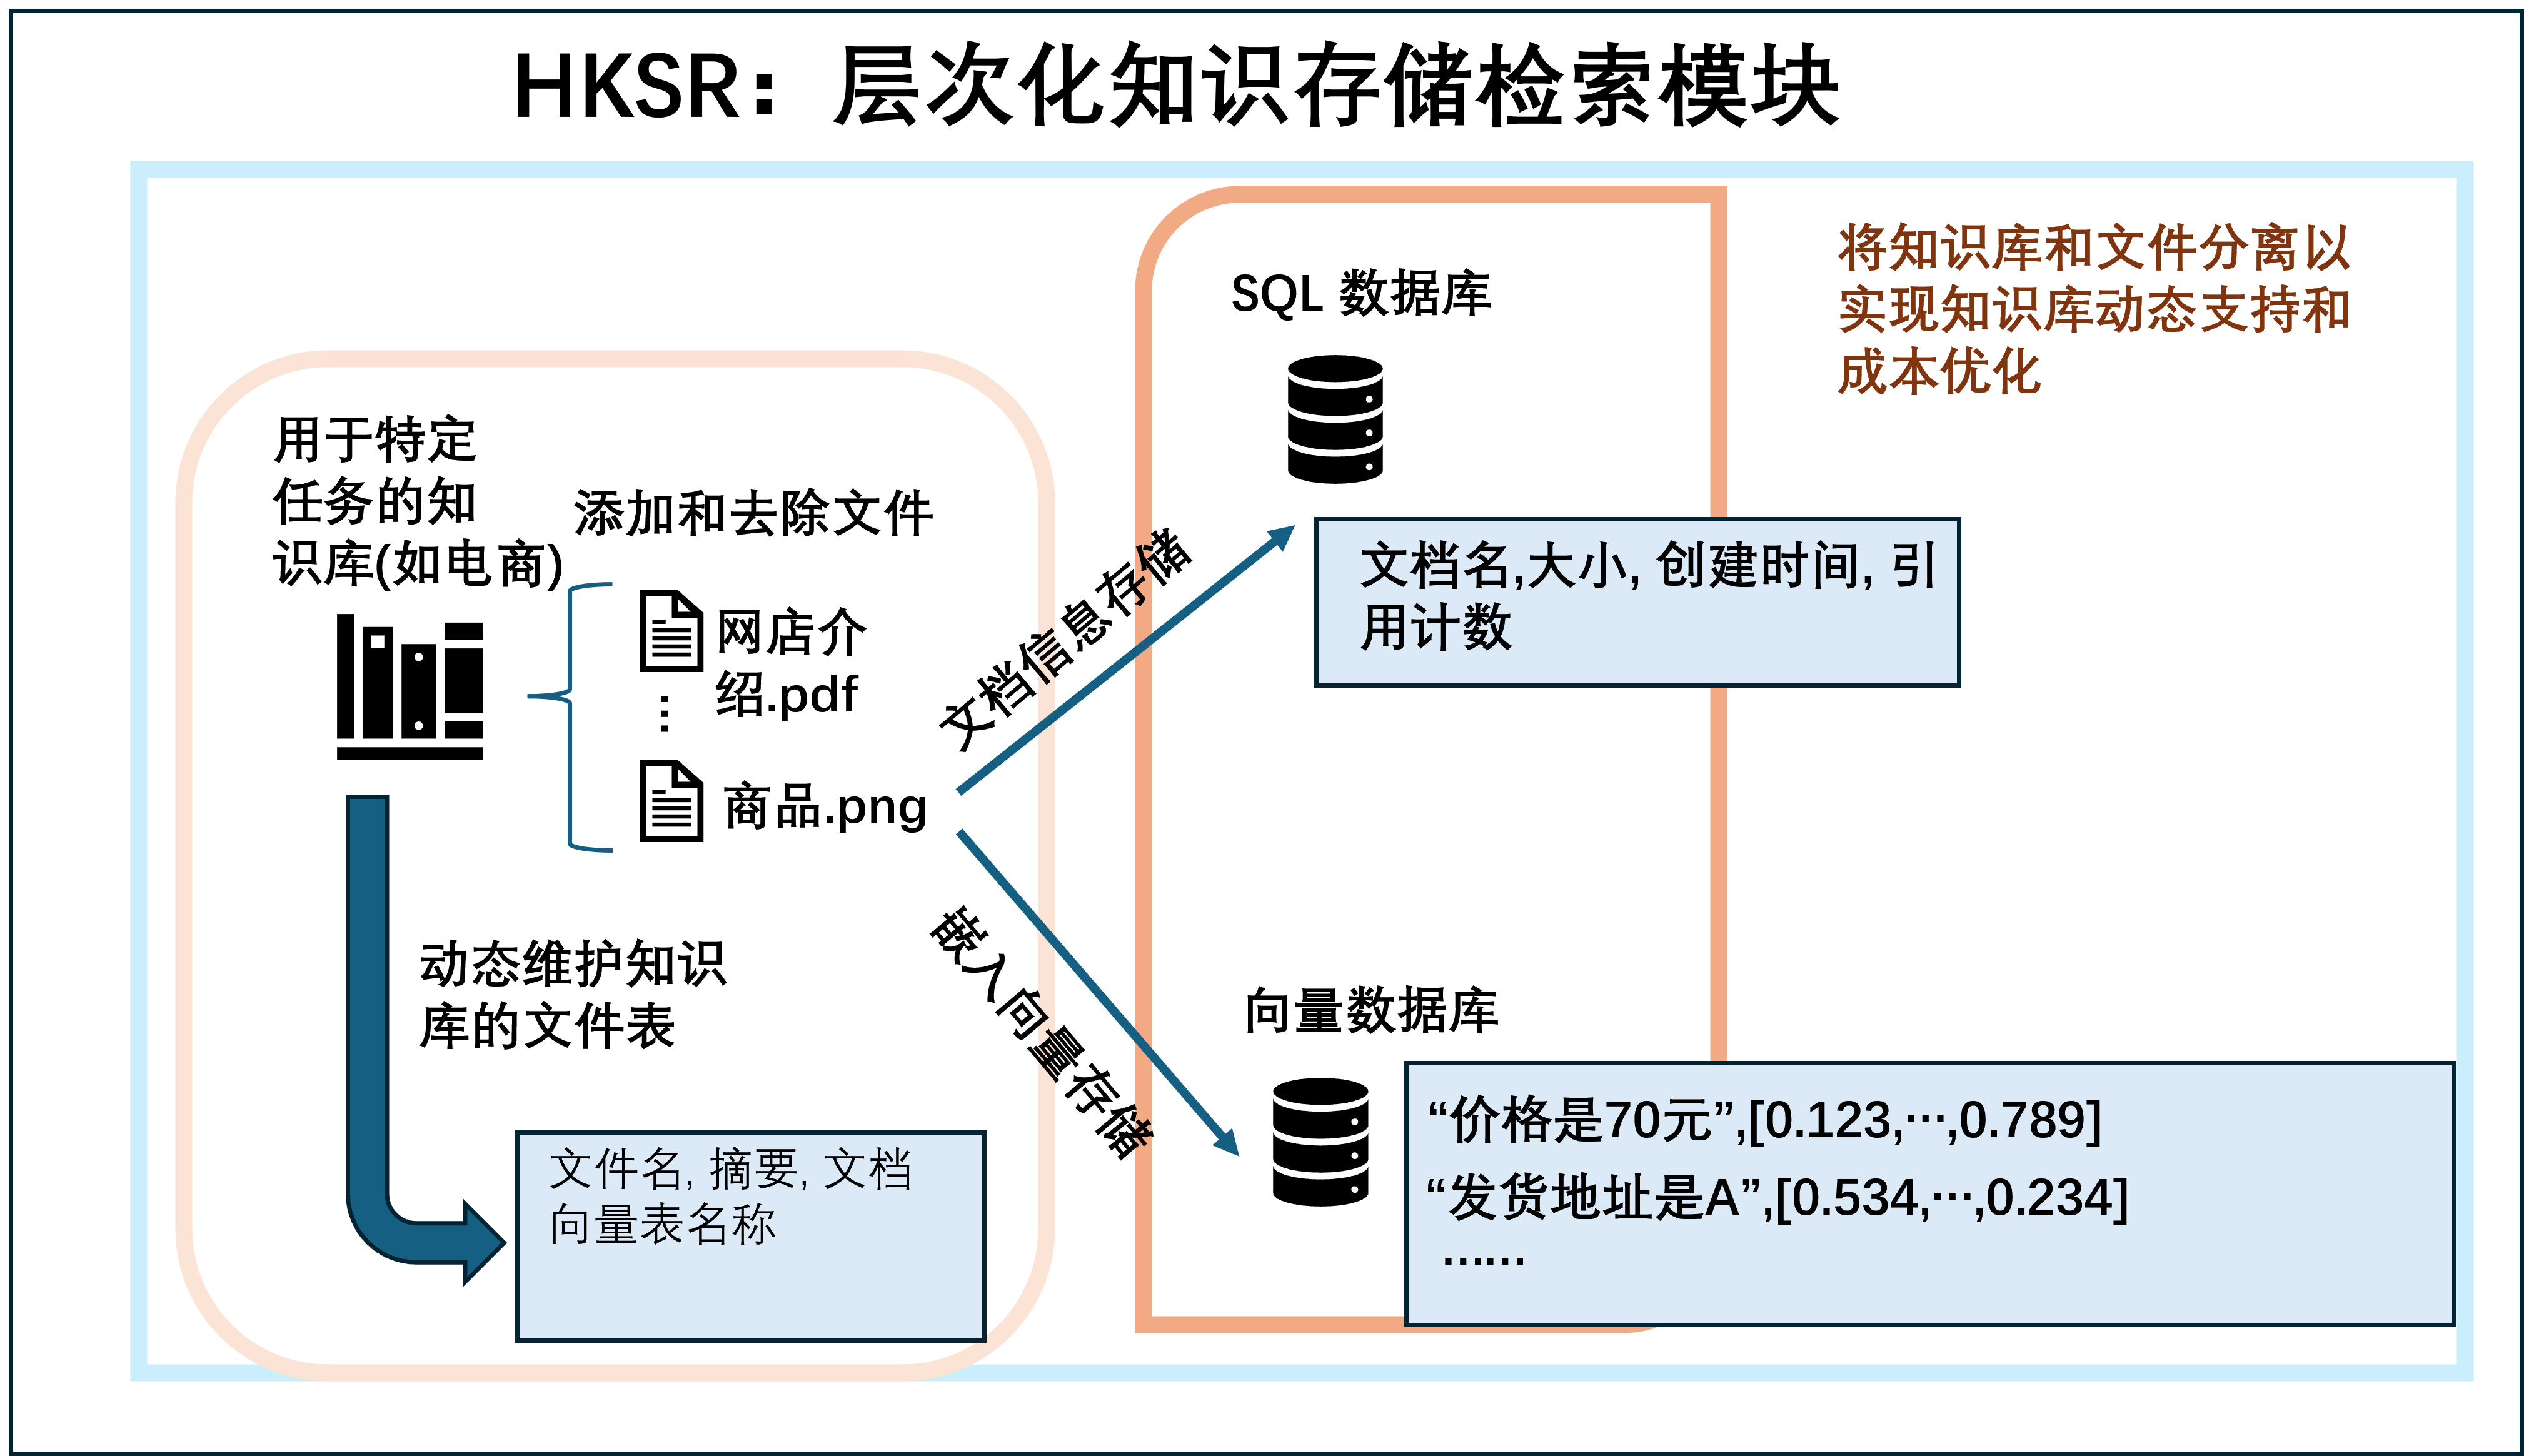 HKSR：层次化知识存储检索模块
将知识库和文件分离以
实现知识库动态支持和
成本优化
SQL 数据库
用于特定
任务的知
识库(如电商)
添加和去除文件
网店介
绍.pdf
⋮
商品.png
文档信息存储
文档名,大小, 创建时间, 引
用计数
动态维护知识
库的文件表
嵌入向量存储
向量数据库
文件名, 摘要, 文档
向量表名称
“价格是70元”,[0.123,…,0.789]
“发货地址是A”,[0.534,…,0.234]
……